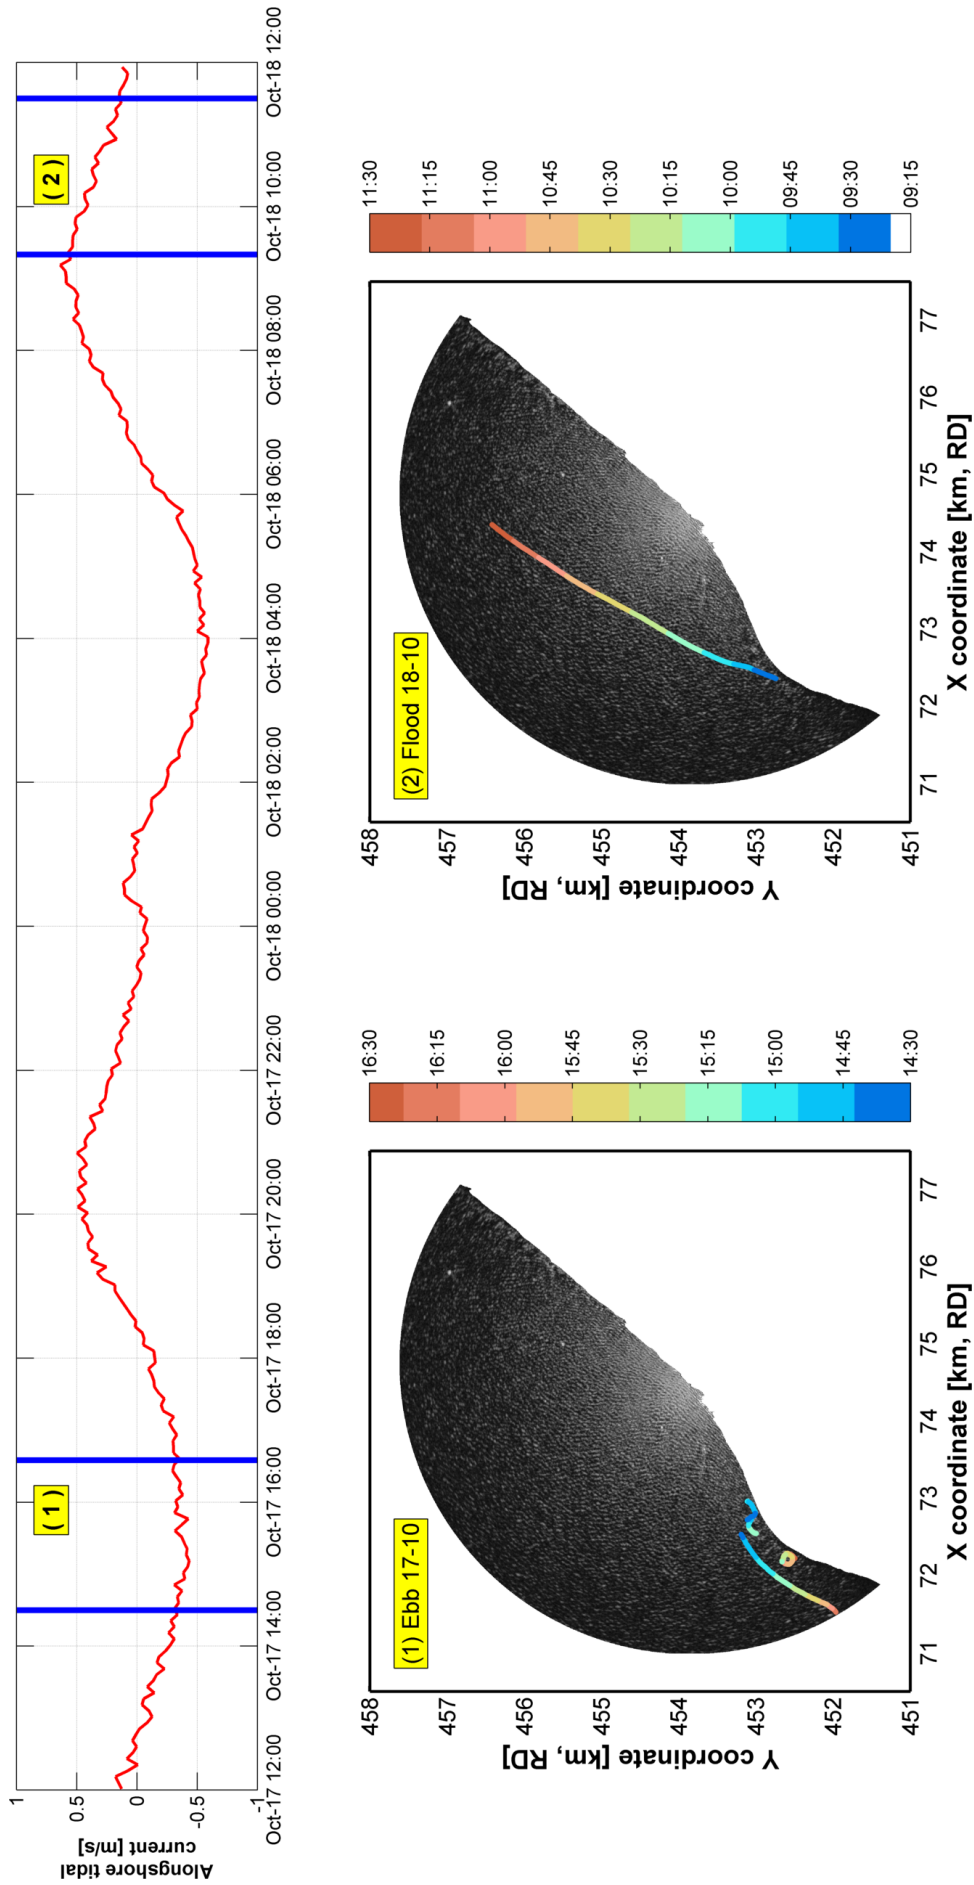 Alongshore tidal
current [m/s]
1
0.5
0
-0.5
-1
( 1 )
( 2 )
Oct-17 12:00
Oct-17 14:00
Oct-17 16:00
Oct-17 18:00
Oct-17 20:00
Oct-17 22:00
Oct-18 00:00
Oct-18 02:00
Oct-18 04:00
Oct-18 06:00
Oct-18 08:00
Oct-18 10:00
Oct-18 12:00
(1) Ebb 17-10
Y coordinate [km, RD]
458
457
456
455
454
453
452
451
71
72
73
74
75
76
77
X coordinate [km, RD]
16:30
16:15
16:00
15:45
15:30
15:15
15:00
14:45
14:30
(2) Flood 18-10
Y coordinate [km, RD]
458
457
456
455
454
453
452
451
71
72
73
74
75
76
77
X coordinate [km, RD]
11:30
11:15
11:00
10:45
10:30
10:15
10:00
09:45
09:30
09:15